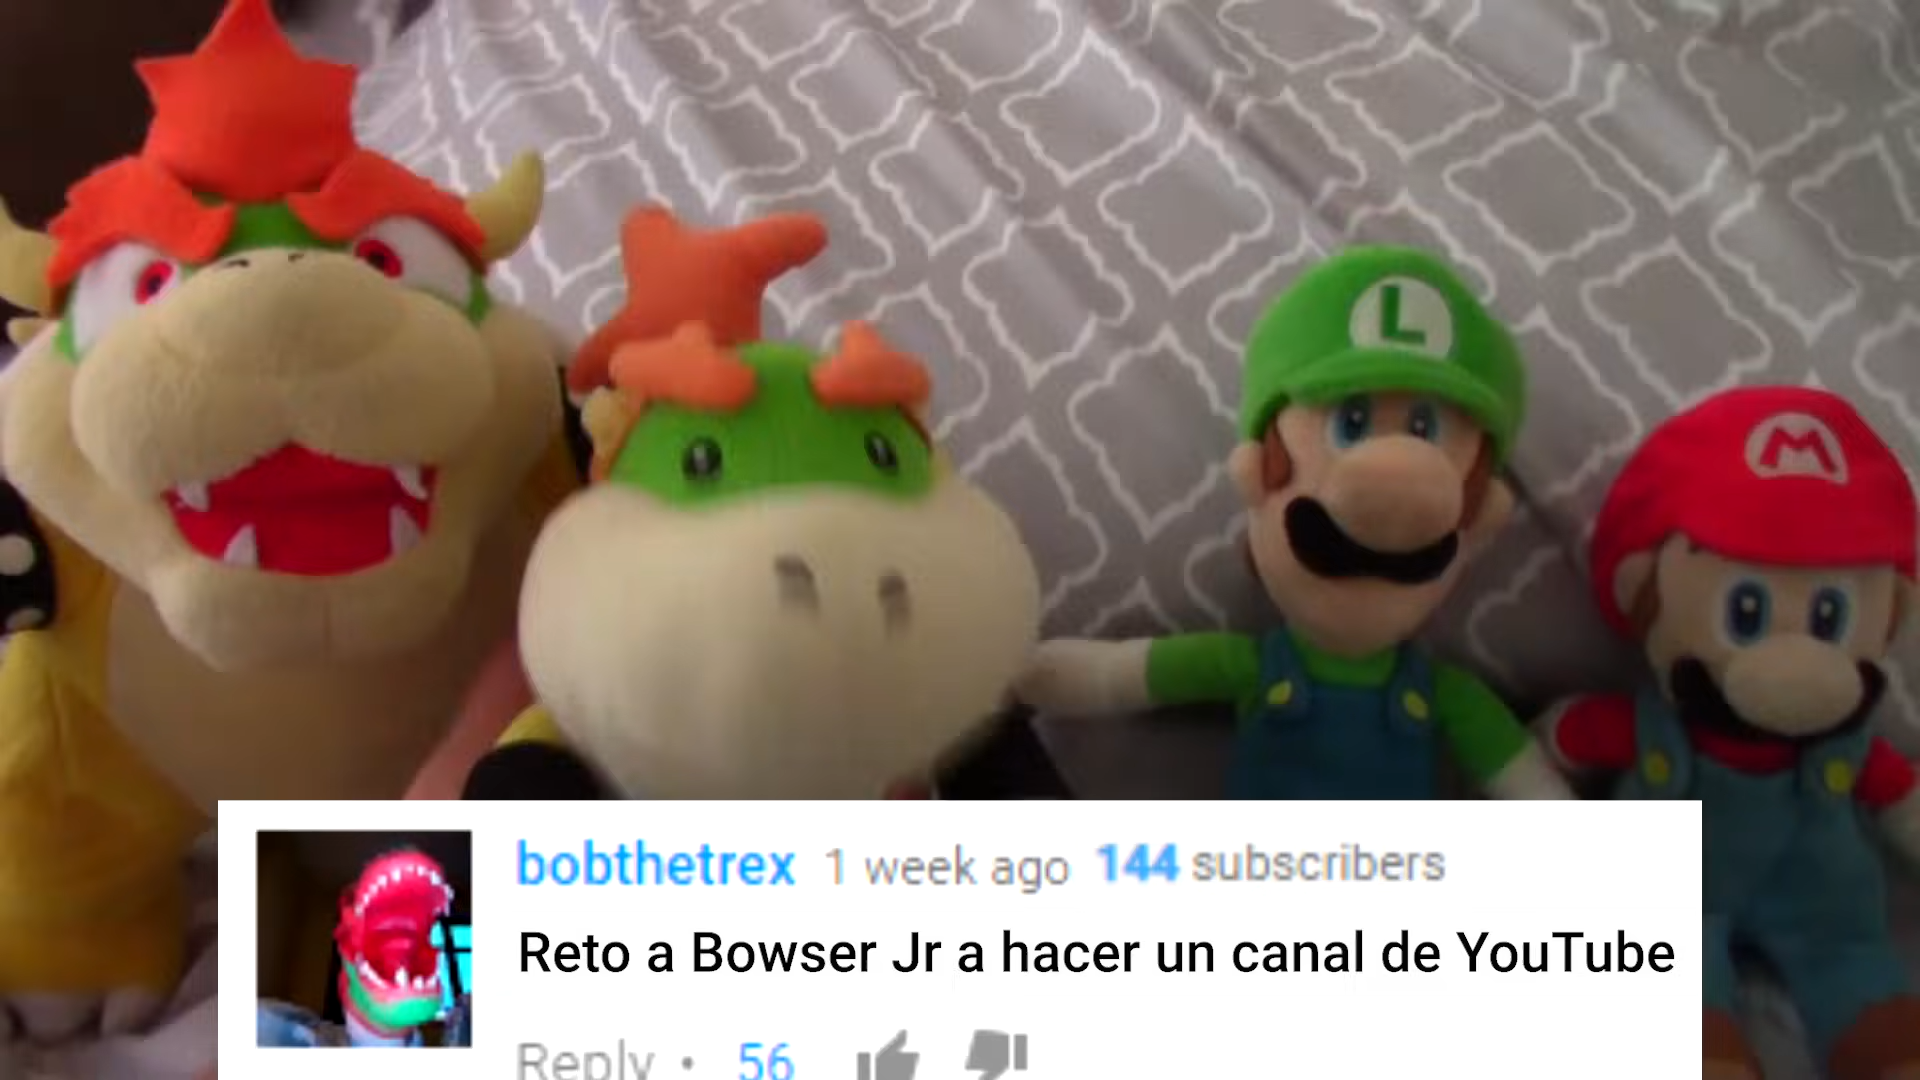 L
M
bobthetrex 1 week ago 144 subscribers
Reto a Bowser Jr a hacer un canal de YouTube
Reply • 56